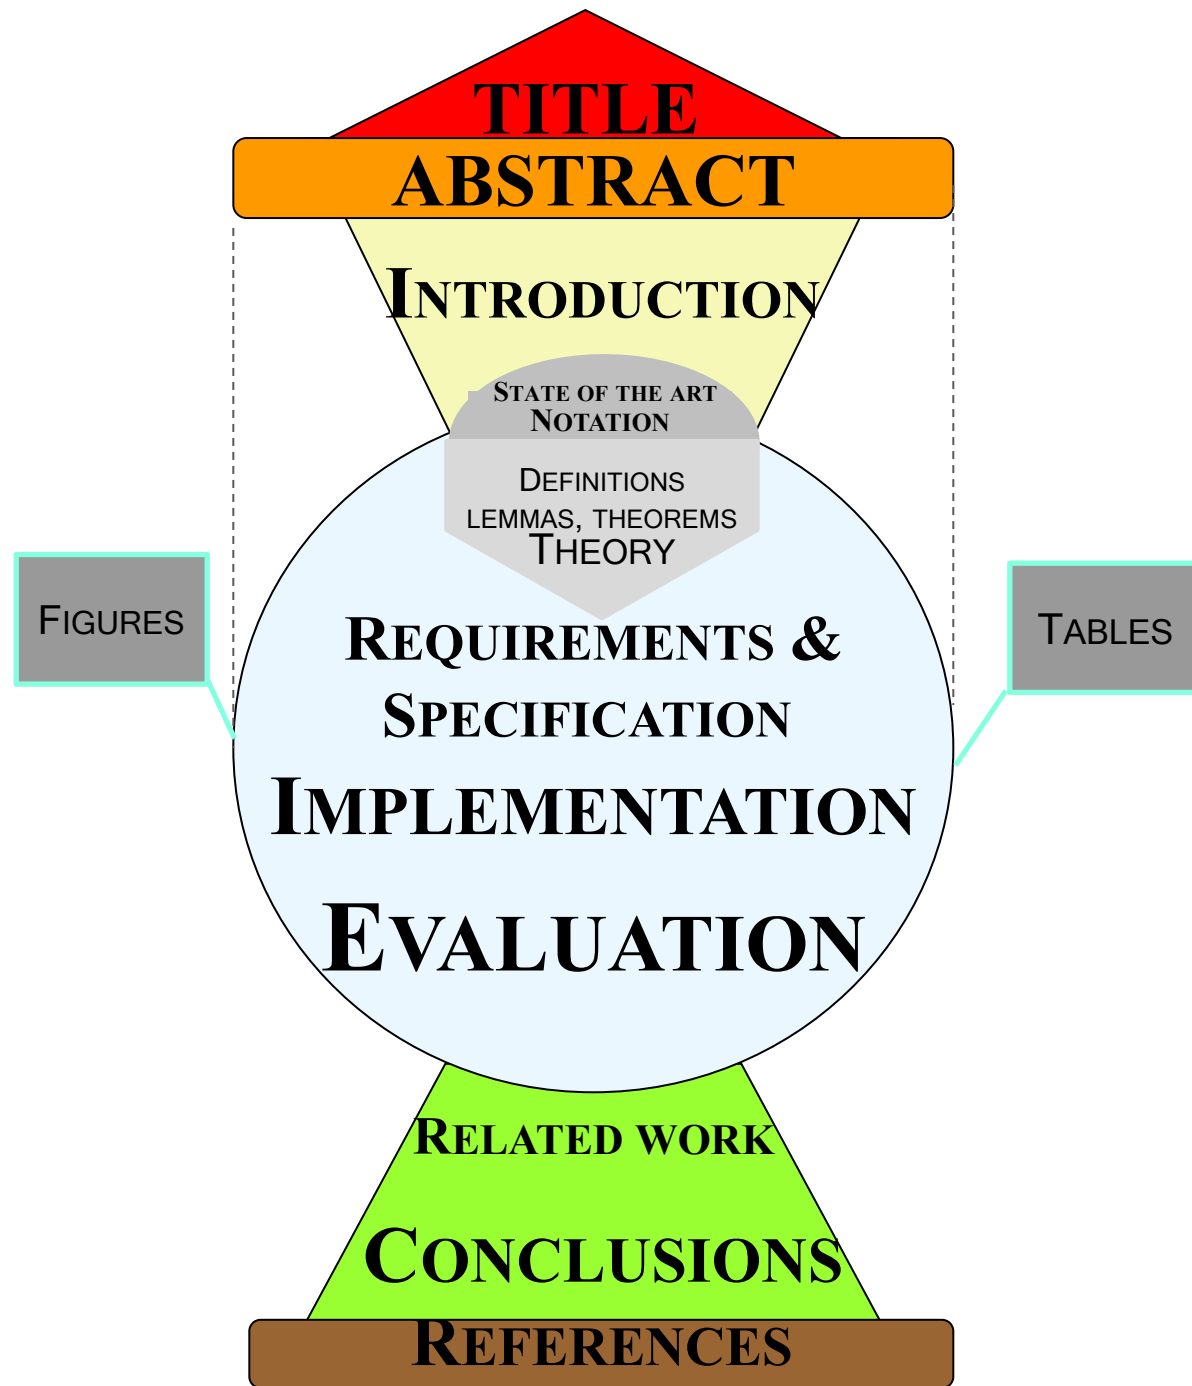 TITLE
ABSTRACT
INTRODUCTION
STATE OF THE ART
NOTATION
DEFINITIONS
LEMMAS, THEOREMS
THEORY
FIGURES
TABLES
REQUIREMENTS &
SPECIFICATION
IMPLEMENTATION
EVALUATION
RELATED WORK
CONCLUSIONS
REFERENCES